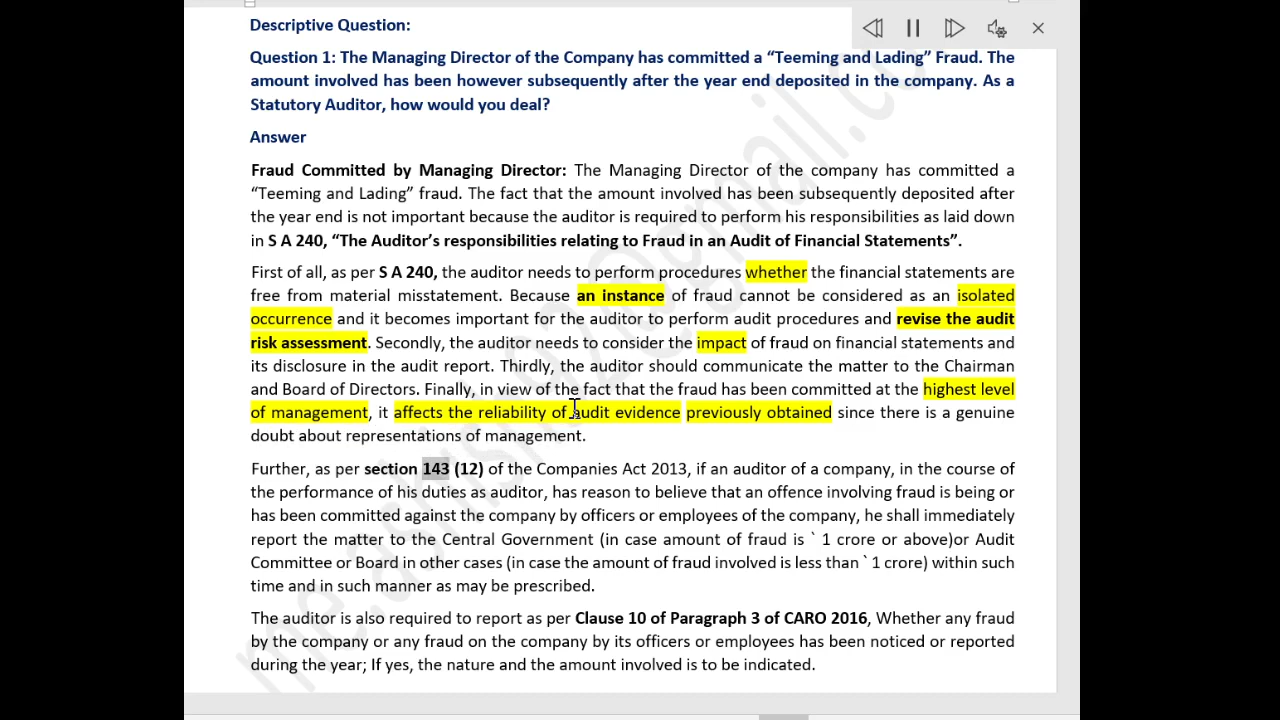 Descriptive Question:
Question 1: The Managing Director of the Company has committed a “Teeming and Lading” Fraud. The
amount involved has been however subsequently after the year end deposited in the company. As a
Statutory Auditor, how would you deal?
Answer
Fraud Committed by Managing Director: The Managing Director of the company has committed a
“Teeming and Lading” fraud. The fact that the amount involved has been subsequently deposited after
the year end is not important because the auditor is required to perform his responsibilities as laid down
in S A 240, “The Auditor’s responsibilities relating to Fraud in an Audit of Financial Statements”.
First of all, as per S A 240, the auditor needs to perform procedures whether the financial statements are
free from material misstatement. Because an instance of fraud cannot be considered as an isolated
occurrence and it becomes important for the auditor to perform audit procedures and revise the audit
risk assessment. Secondly, the auditor needs to consider the impact of fraud on financial statements and
its disclosure in the audit report. Thirdly, the auditor should communicate the matter to the Chairman
and Board of Directors. Finally, in view of the fact that the fraud has been committed at the highest level
of management, it affects the reliability of audit evidence previously obtained since there is a genuine
doubt about representations of management.
Further, as per section 143 (12) of the Companies Act 2013, if an auditor of a company, in the course of
the performance of his duties as auditor, has reason to believe that an offence involving fraud is being or
has been committed against the company by officers or employees of the company, he shall immediately
report the matter to the Central Government (in case amount of fraud is ` 1 crore or above)or Audit
Committee or Board in other cases (in case the amount of fraud involved is less than ` 1 crore) within such
time and in such manner as may be prescribed.
The auditor is also required to report as per Clause 10 of Paragraph 3 of CARO 2016, Whether any fraud
by the company or any fraud on the company by its officers or employees has been noticed or reported
during the year; If yes, the nature and the amount involved is to be indicated.